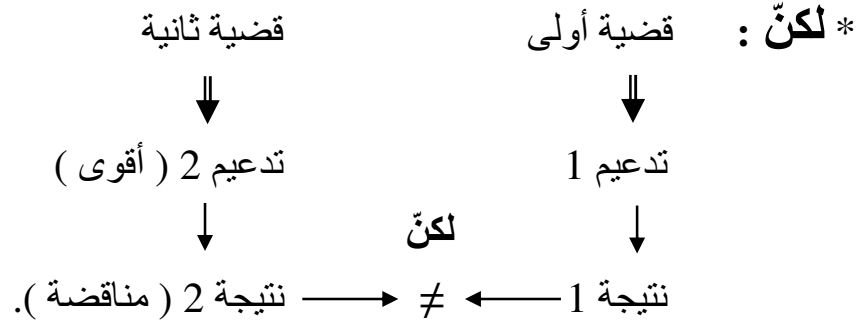 * لكنّ : قضية أولى قضية ثانية
تدعيم 1 تدعيم 2 ( أقوى )
لكنّ
نتيجة 1 ≠ نتيجة 2 ( مناقضة ).